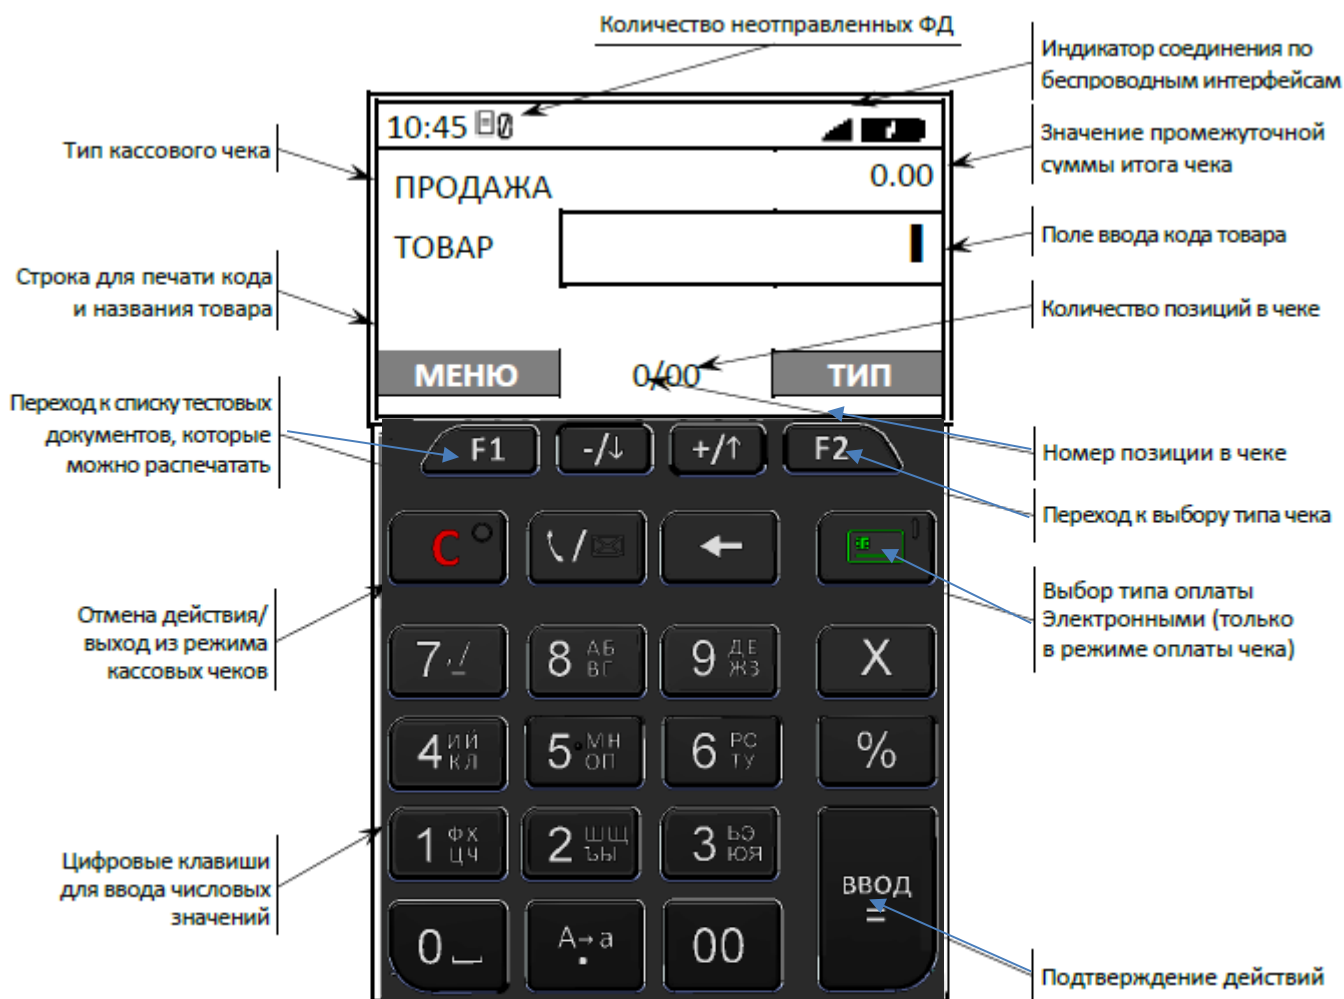 Количество неотправленных ФД
Индикатор соединения по
беспроводным интерфейсам
Тип кассового чека
Значение промежуточной
суммы итога чека
Поле ввода кода товара
Строка для печати кода
и названия товара
Количество позиций в чеке
10:45
ПРОДАЖА
0.00
ТОВАР
МЕНЮ
0/00
ТИП
Переход к списку тестовых
документов, которые
можно распечатать
Номер позиции в чеке
Переход к выбору типа чека
Отмена действия/
выход из режима
кассовых чеков
Выбор типа оплаты
Электронными (только
в режиме оплаты чека)
Цифровые клавиши
для ввода числовых
значений
Подтверждение действий
F1
-/↓
+/↑
F2
C
/
←
7 ./_
8 АБ
ВГ
9 ДЕ
ЖЗ
X
4 ИЙ
КЛ
5 МН
ОП
6 РС
ТУ
%
1 ФХ
ЦЧ
2 ШЩ
ЪЫ
3 ЬЭ
ЮЯ
ВВОД
=
0
А→а
.
00